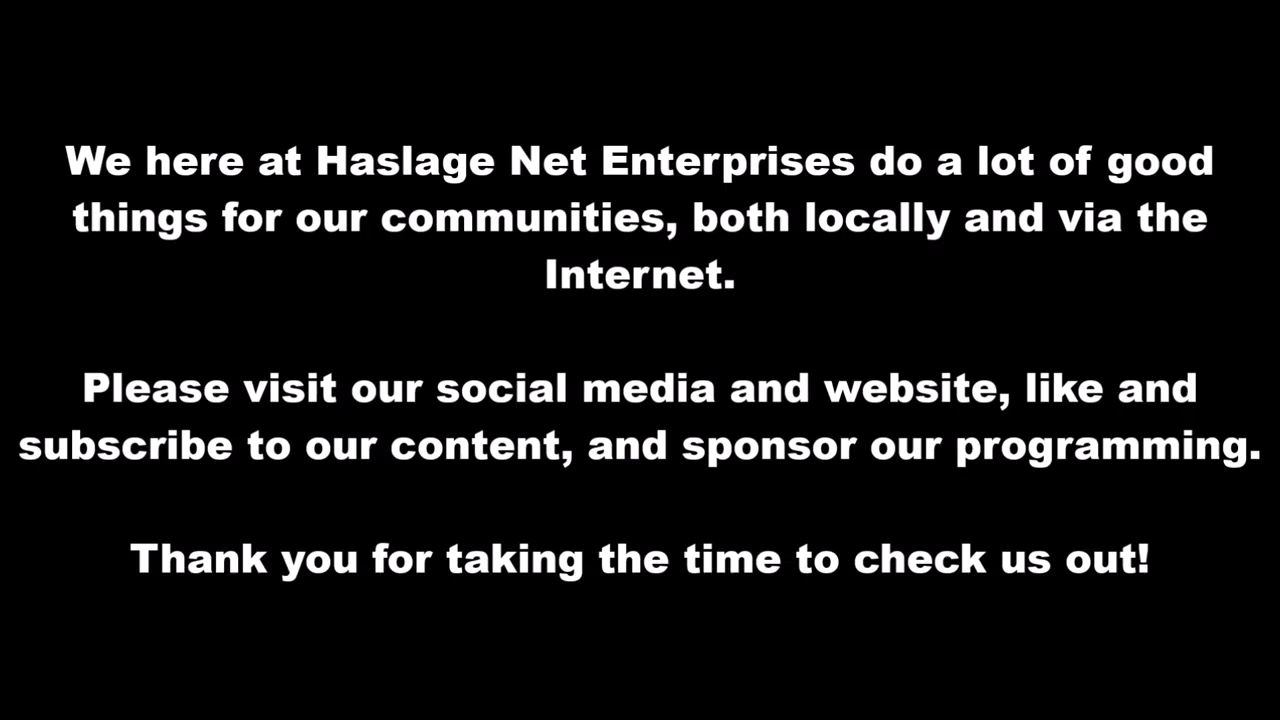 We here at Haslage Net Enterprises do a lot of good
things for our communities, both locally and via the
Internet.
Please visit our social media and website, like and
subscribe to our content, and sponsor our programming.
Thank you for taking the time to check us out!